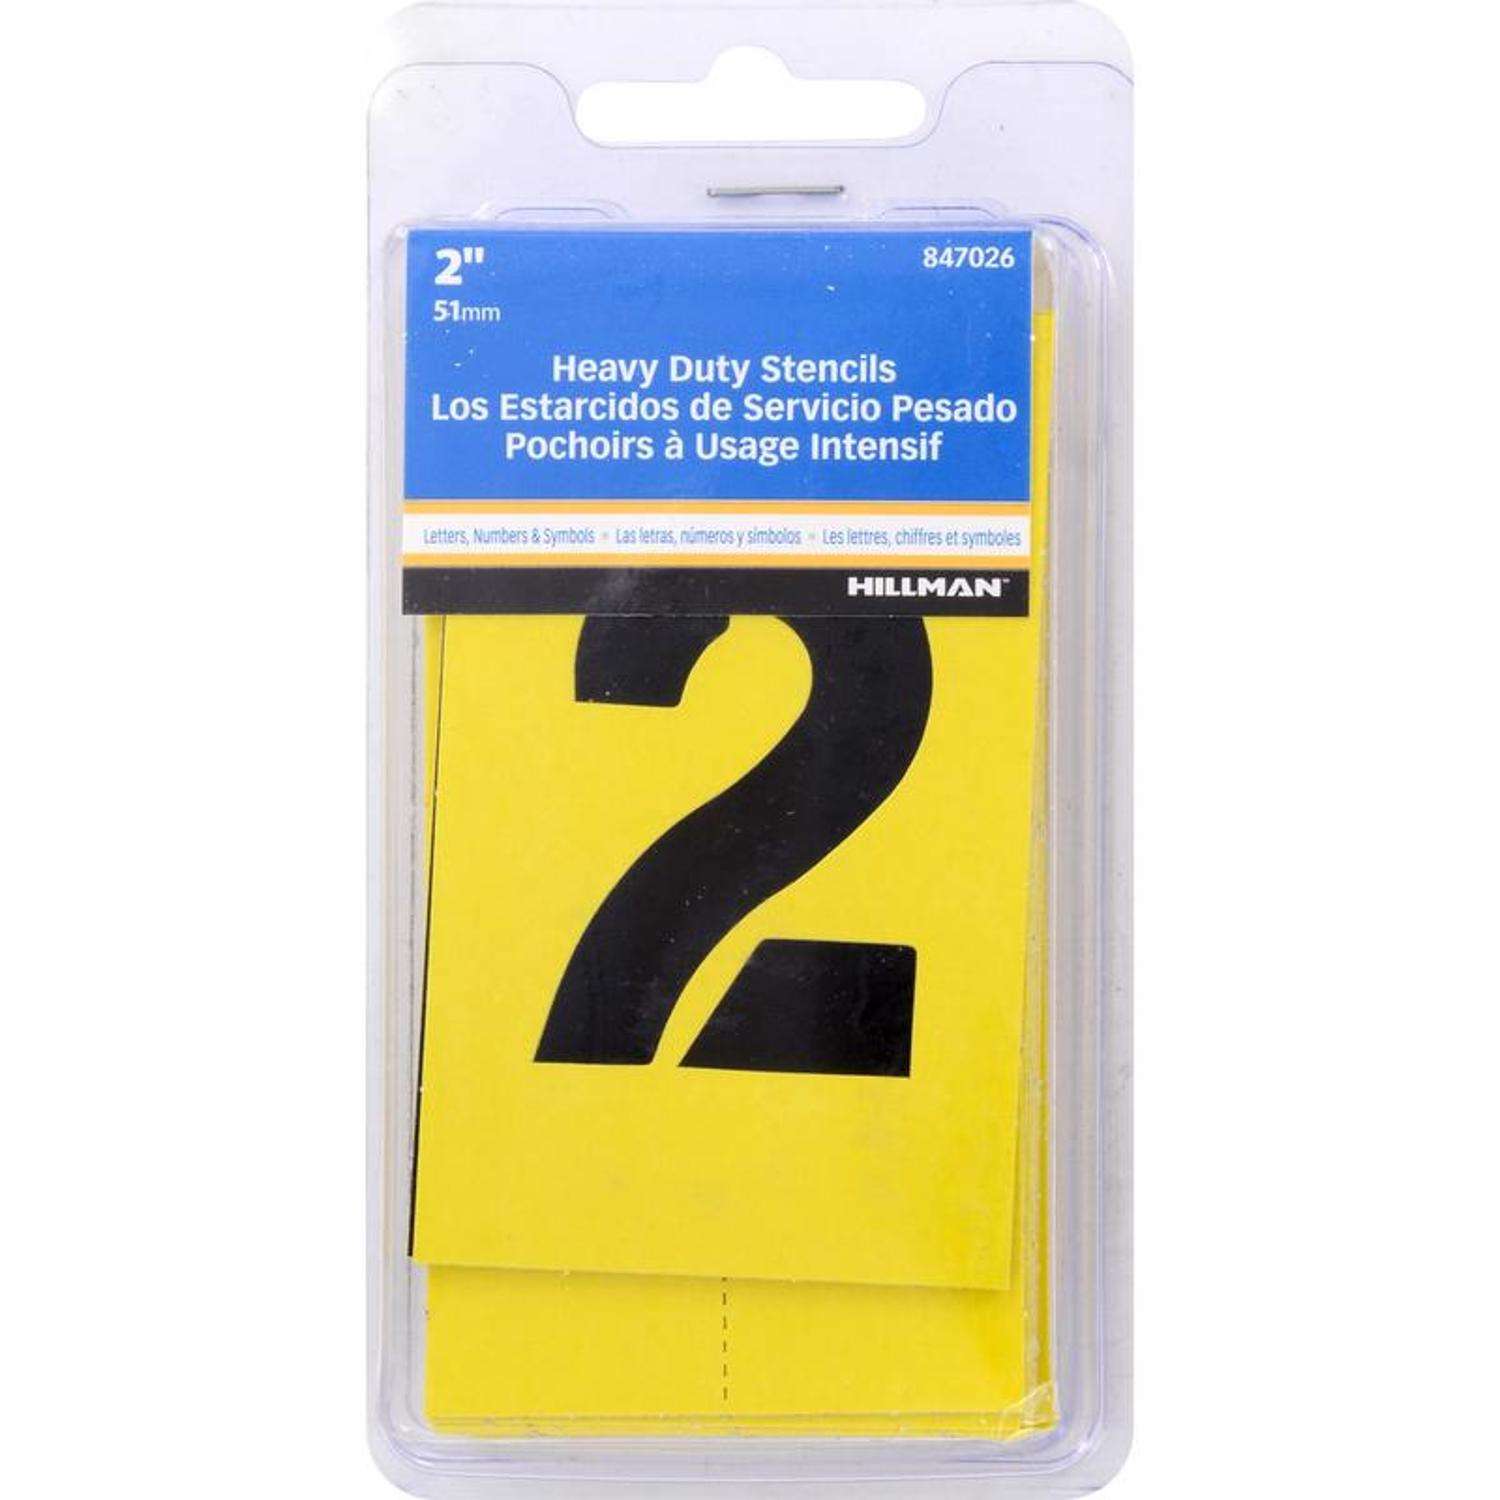 2"
847026
51mm
Heavy Duty Stencils
Los Estarcidos de Servicio Pesado
Pochoirs à Usage Intensif
Letters, Numbers & Symbols • Las letras, números y símbolos • Les lettres, chiffres et symboles
HILLMAN™
2